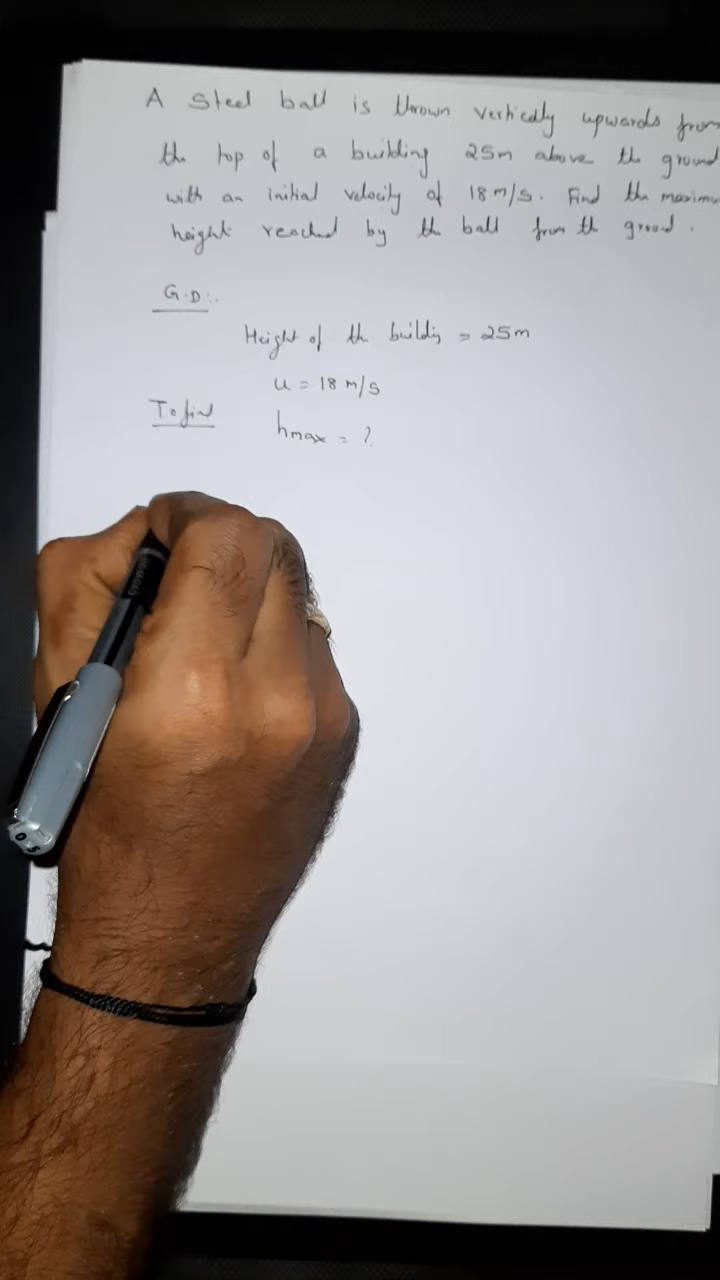 A Steel ball is thrown vertically upwards from
the top of a building 25m above the ground
with an initial velocity of 18 m/s. Find the maximu
height reached by the ball from the ground.
G.D:.
Height of the building = 25m
u = 18 m/s
To find
hmax = ?